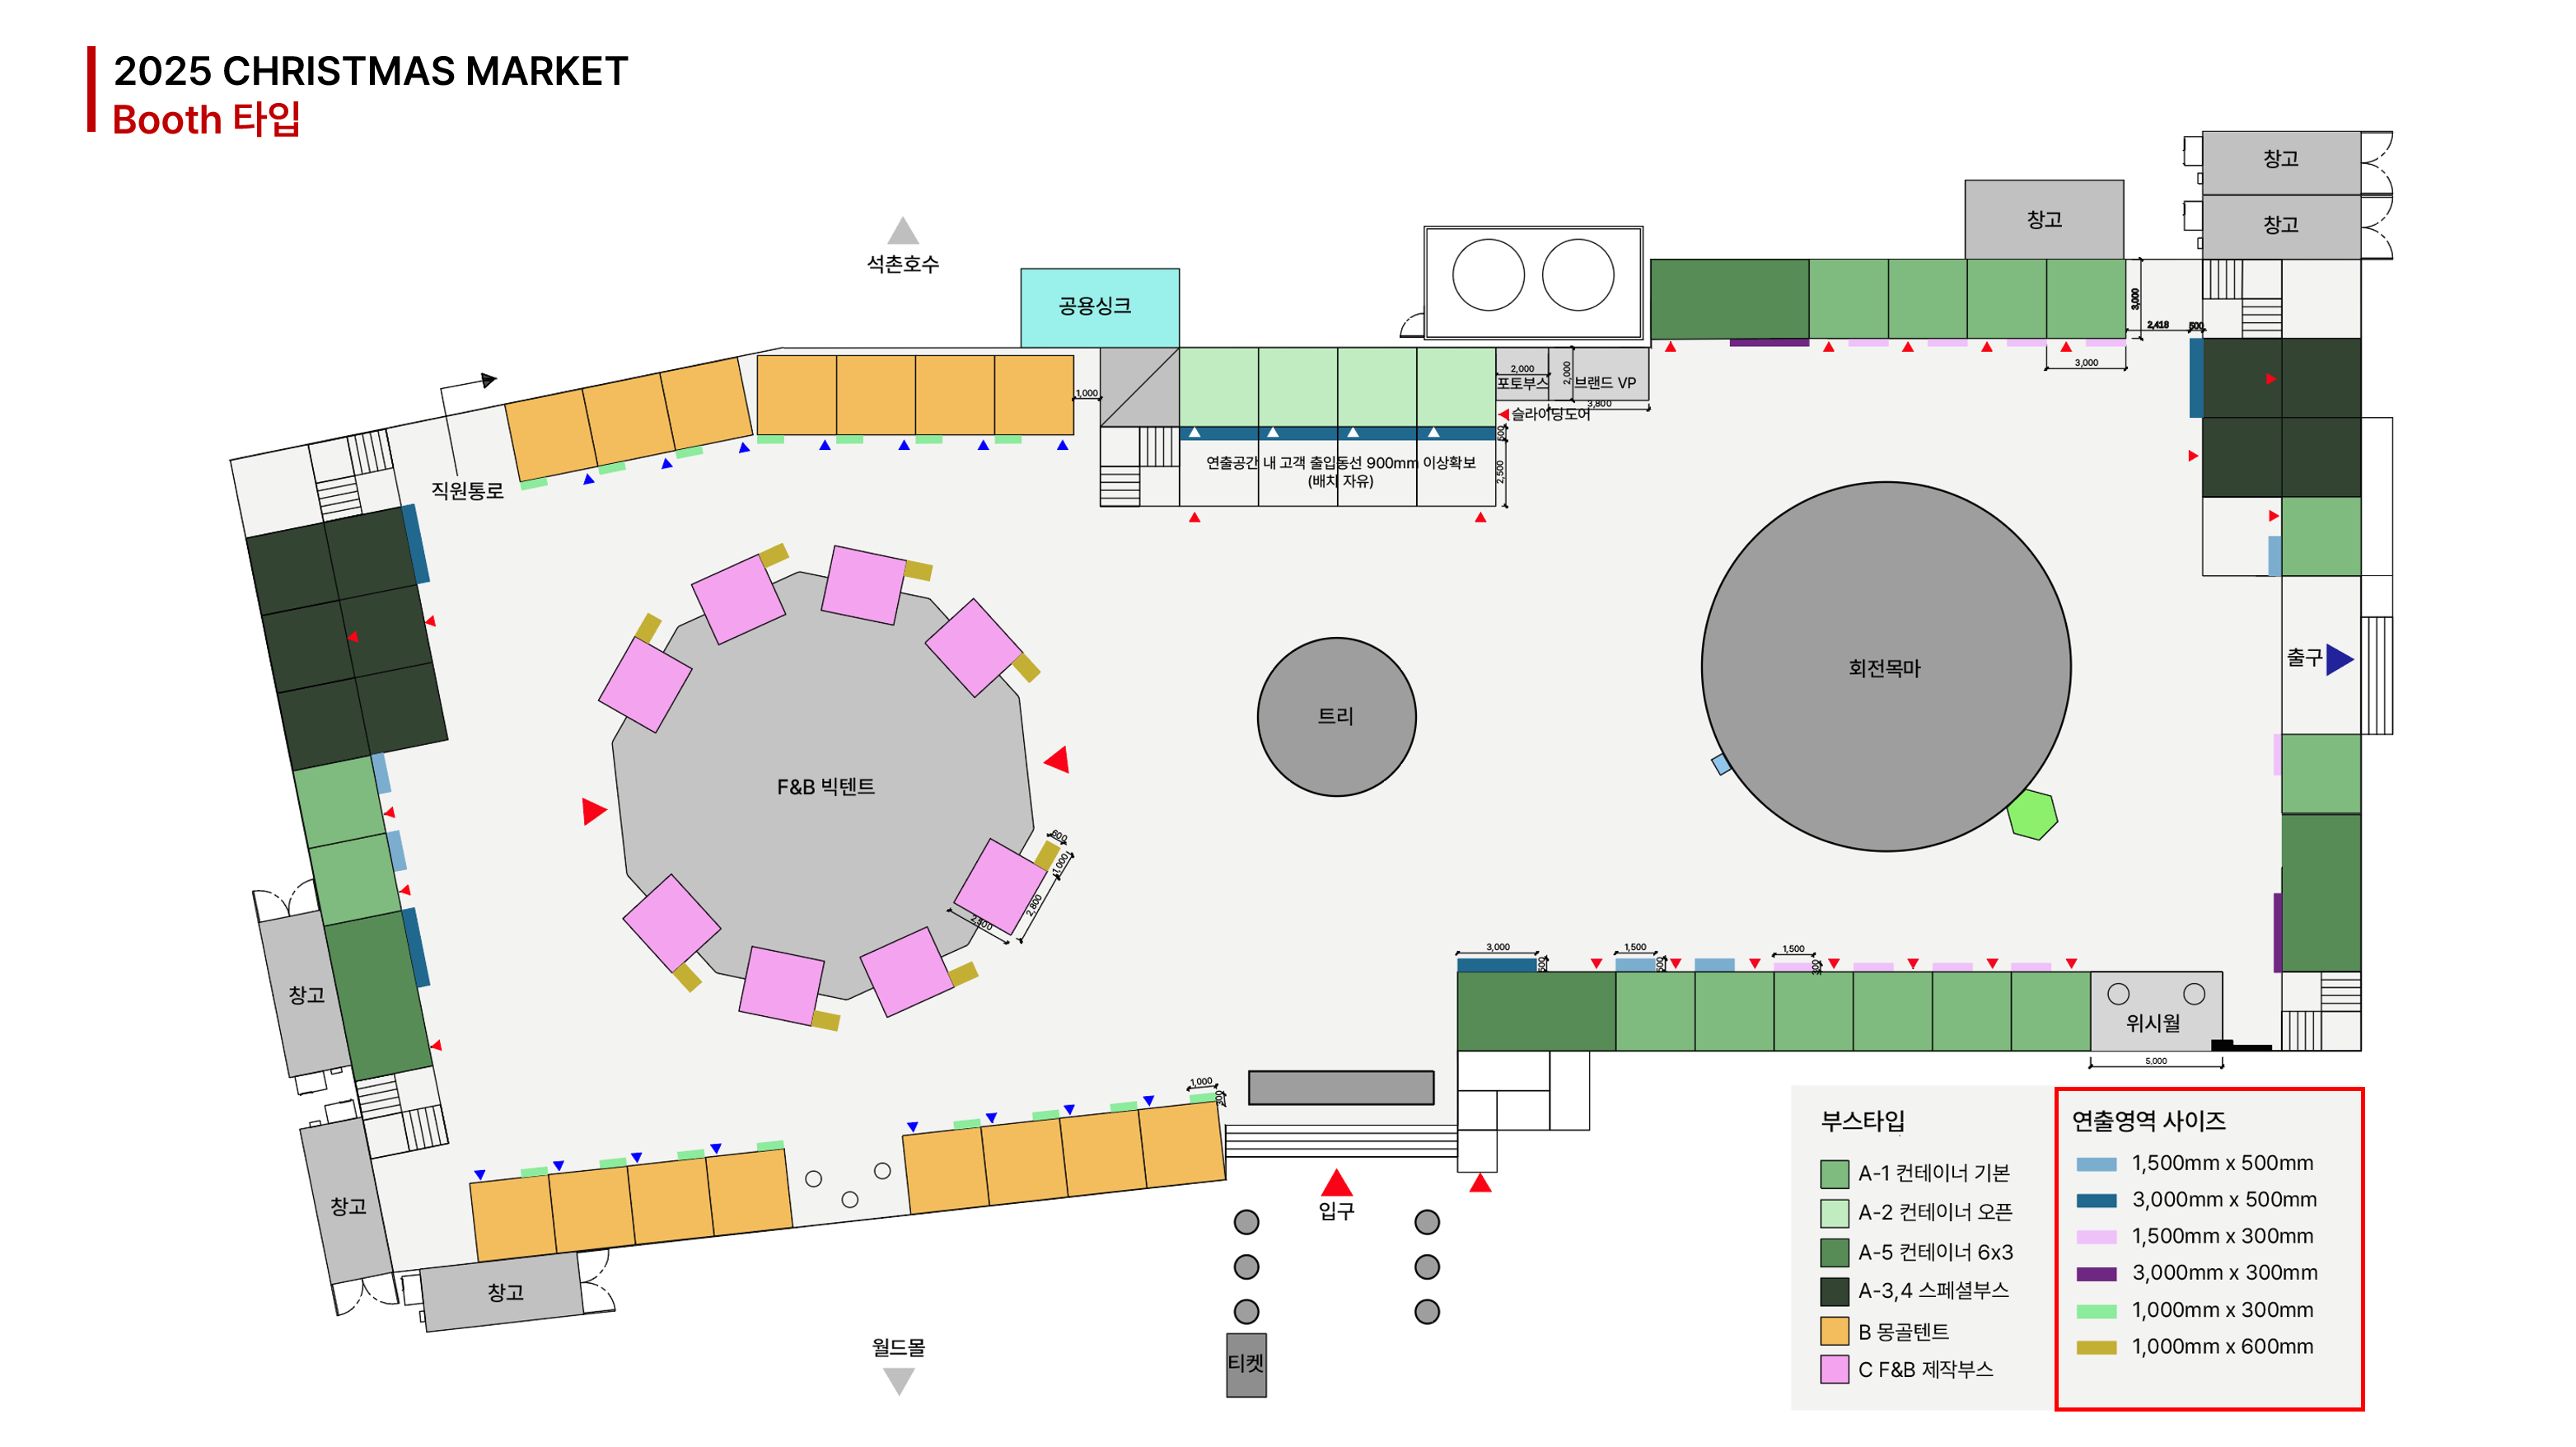 2025 CHRISTMAS MARKET
Booth 타입
창고
창고
창고
석촌호수
공용싱크
3,000
2,418
500
3,000
2,000
2,000
포토부스
브랜드 VP
3,800
슬라이딩도어
1,000
500
연출공간 내 고객 출입동선 900mm 이상확보
(배치 자유)
2,500
직원통로
회전목마
출구
트리
F&B 빅텐트
600
1,000
2,800
2,500
3,000
500
1,500
500
1,500
300
창고
위시월
5,000
1,000
300
창고
창고
입구
월드몰
티켓
부스타입
A-1 컨테이너 기본
A-2 컨테이너 오픈
A-5 컨테이너 6x3
A-3,4 스페셜부스
B 몽골텐트
C F&B 제작부스
연출영역 사이즈
1,500mm x 500mm
3,000mm x 500mm
1,500mm x 300mm
3,000mm x 300mm
1,000mm x 300mm
1,000mm x 600mm